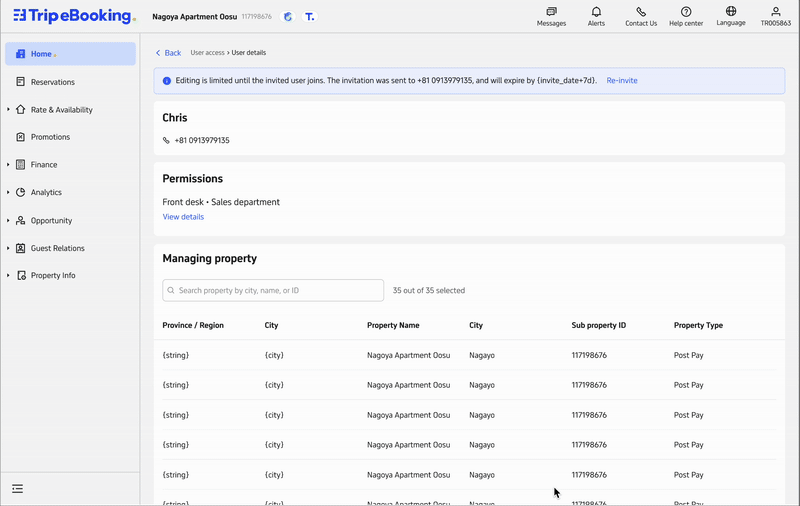 TripeBooking.
Nagoya Apartment Oosu 117198676
T.
Messages
Alerts
Contact Us
Help center
Language
TR005863
Home
Reservations
Rate & Availability
Promotions
Finance
Analytics
Opportunity
Guest Relations
Property Info
Back User access › User details
Editing is limited until the invited user joins. The invitation was sent to +81 0913979135, and will expire by {invite_date+7d}. Re-invite
Chris
+81 0913979135
Permissions
Front desk • Sales department
View details
Managing property
Search property by city, name, or ID
35 out of 35 selected
Province / Region City Property Name City Sub property ID Property Type
{string} {city} Nagoya Apartment Oosu Nagayo 117198676 Post Pay
{string} {city} Nagoya Apartment Oosu Nagayo 117198676 Post Pay
{string} {city} Nagoya Apartment Oosu Nagayo 117198676 Post Pay
{string} {city} Nagoya Apartment Oosu Nagayo 117198676 Post Pay
{string} {city} Nagoya Apartment Oosu Nagayo 117198676 Post Pay
{string} {city} Nagoya Apartment Oosu Nagayo 117198676 Post Pay